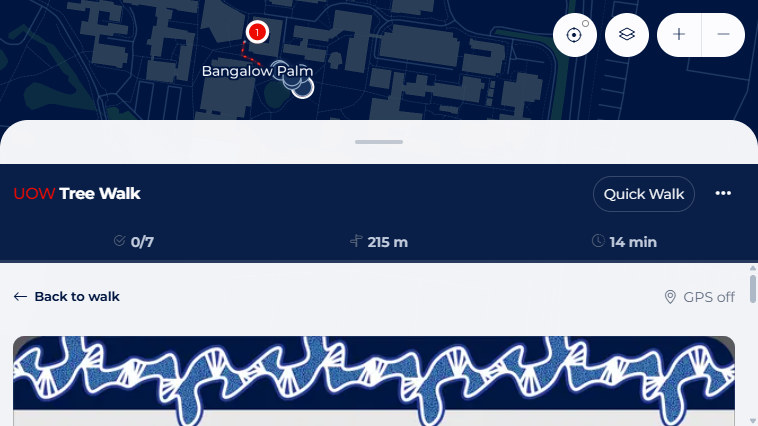 1
Bangalow Palm
UOW Tree Walk
Quick Walk
0/7
215 m
14 min
Back to walk
GPS off